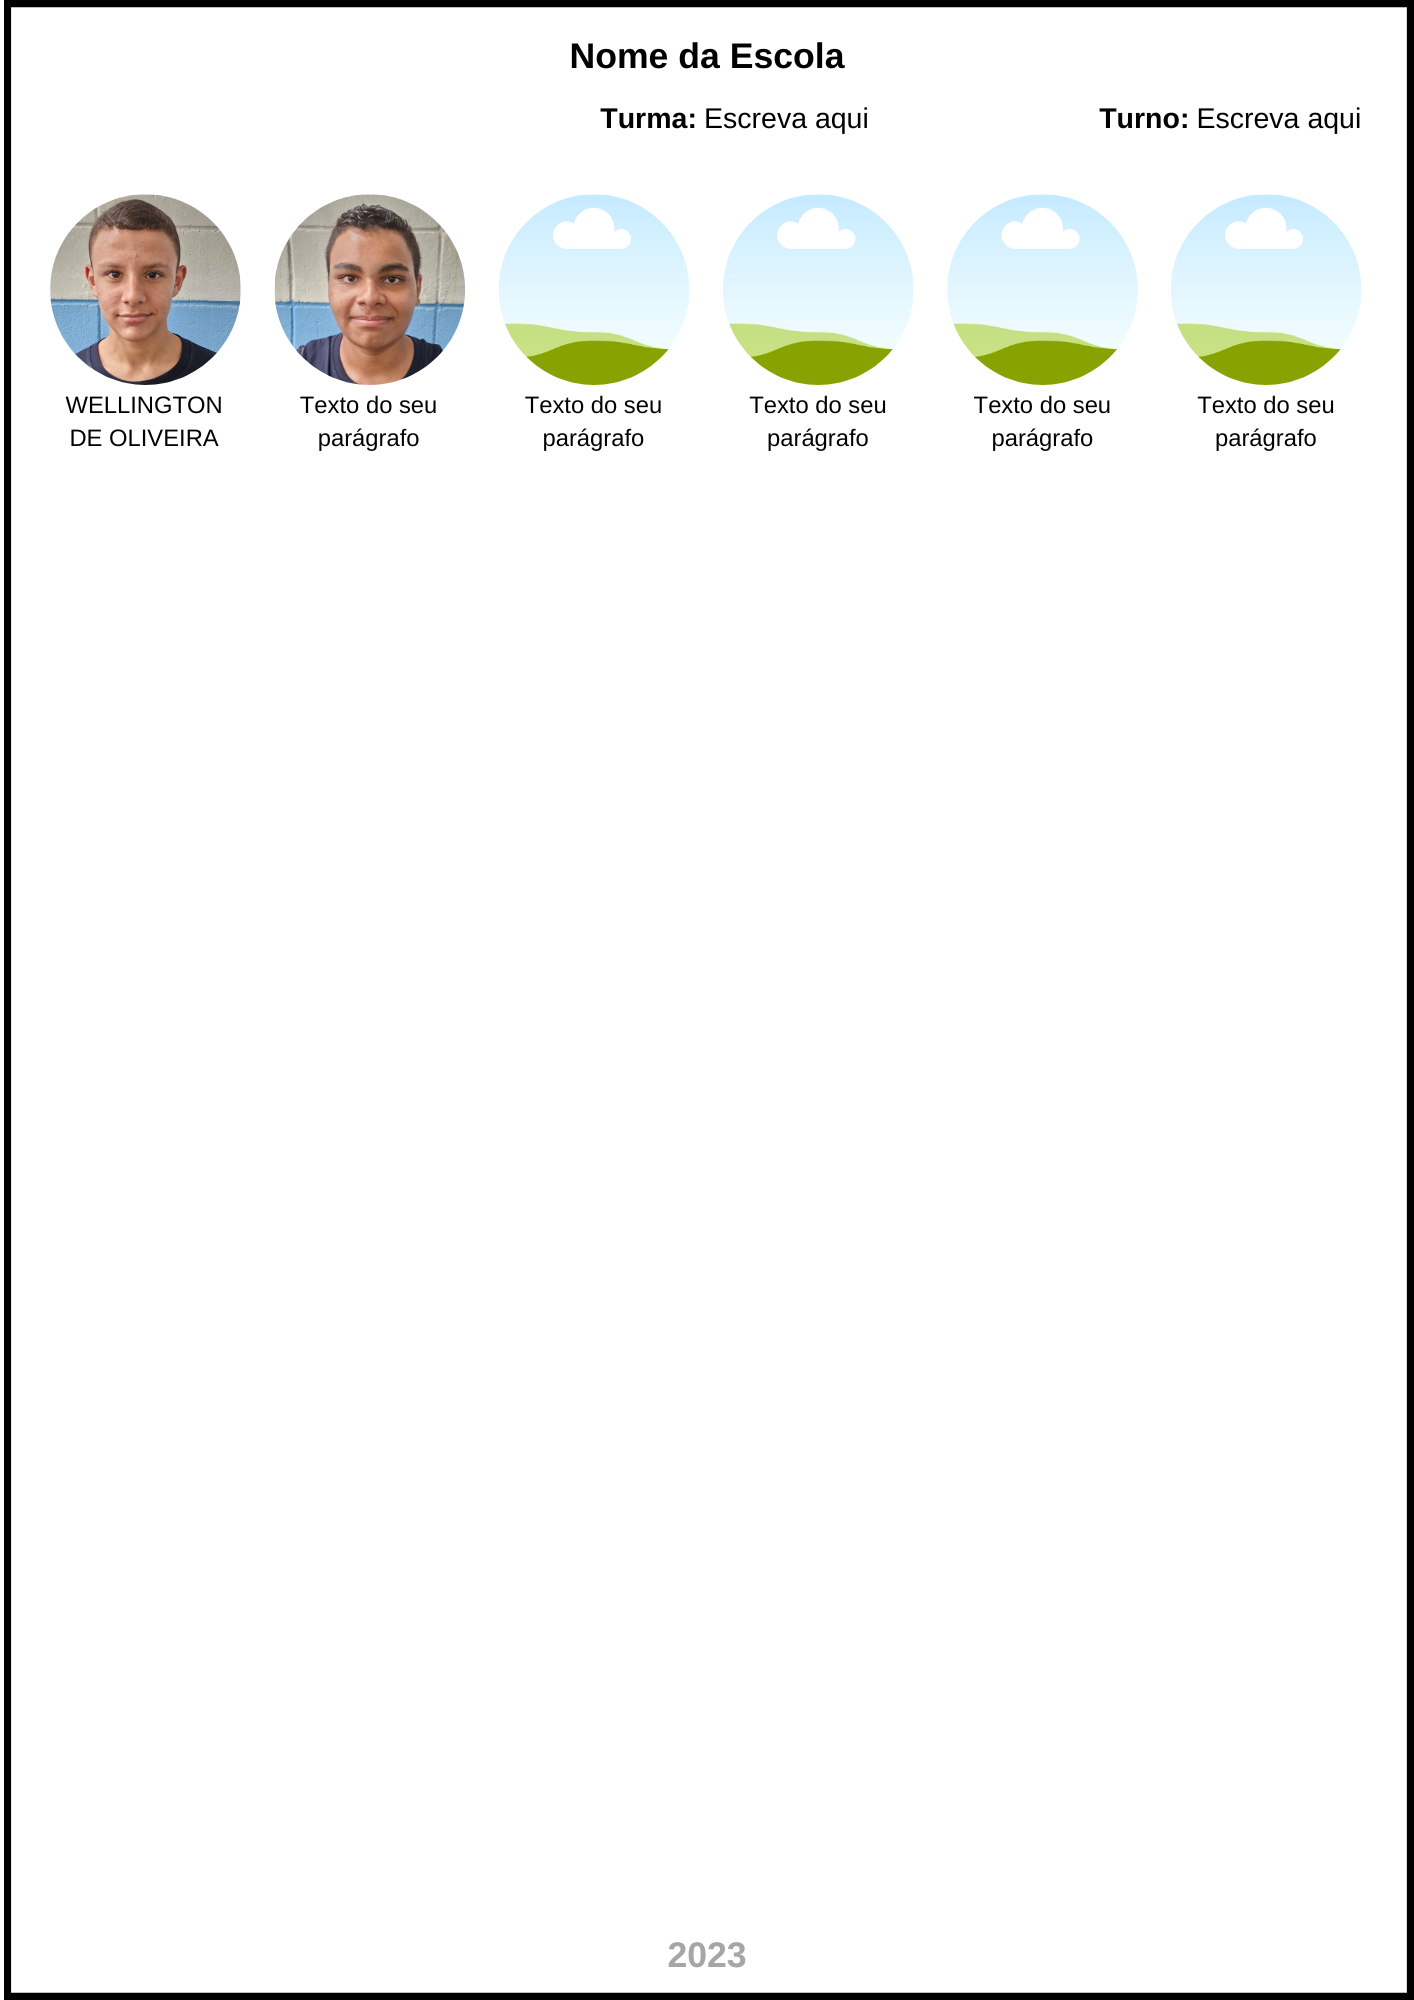 Nome da Escola
Turma: Escreva aqui Turno: Escreva aqui
WELLINGTON
DE OLIVEIRA
Texto do seu
parágrafo
Texto do seu
parágrafo
Texto do seu
parágrafo
Texto do seu
parágrafo
Texto do seu
parágrafo
2023